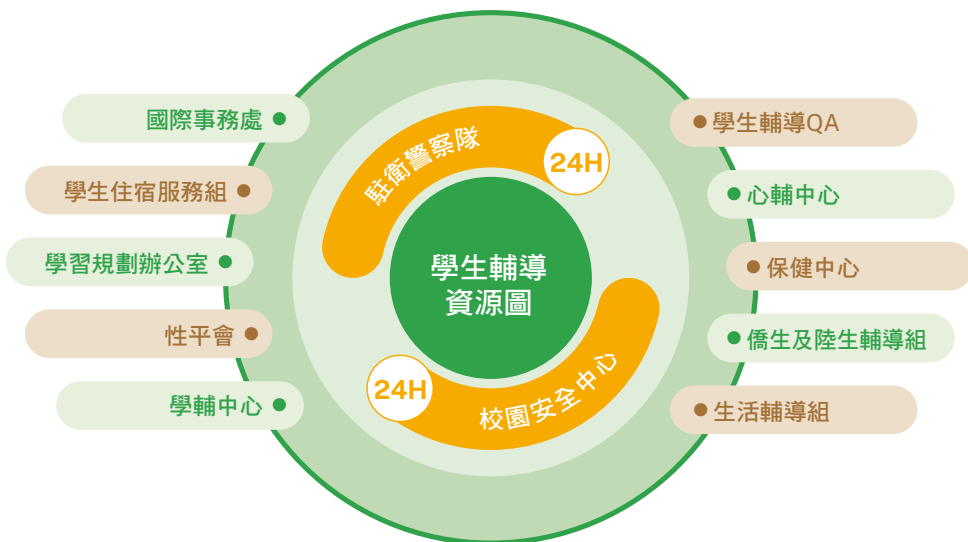 國際事務處
學生住宿服務組
學習規劃辦公室
性平會
學輔中心
駐衛警察隊
24H
學生輔導
資源圖
24H
校園安全中心
學生輔導QA
心輔中心
保健中心
僑生及陸生輔導組
生活輔導組